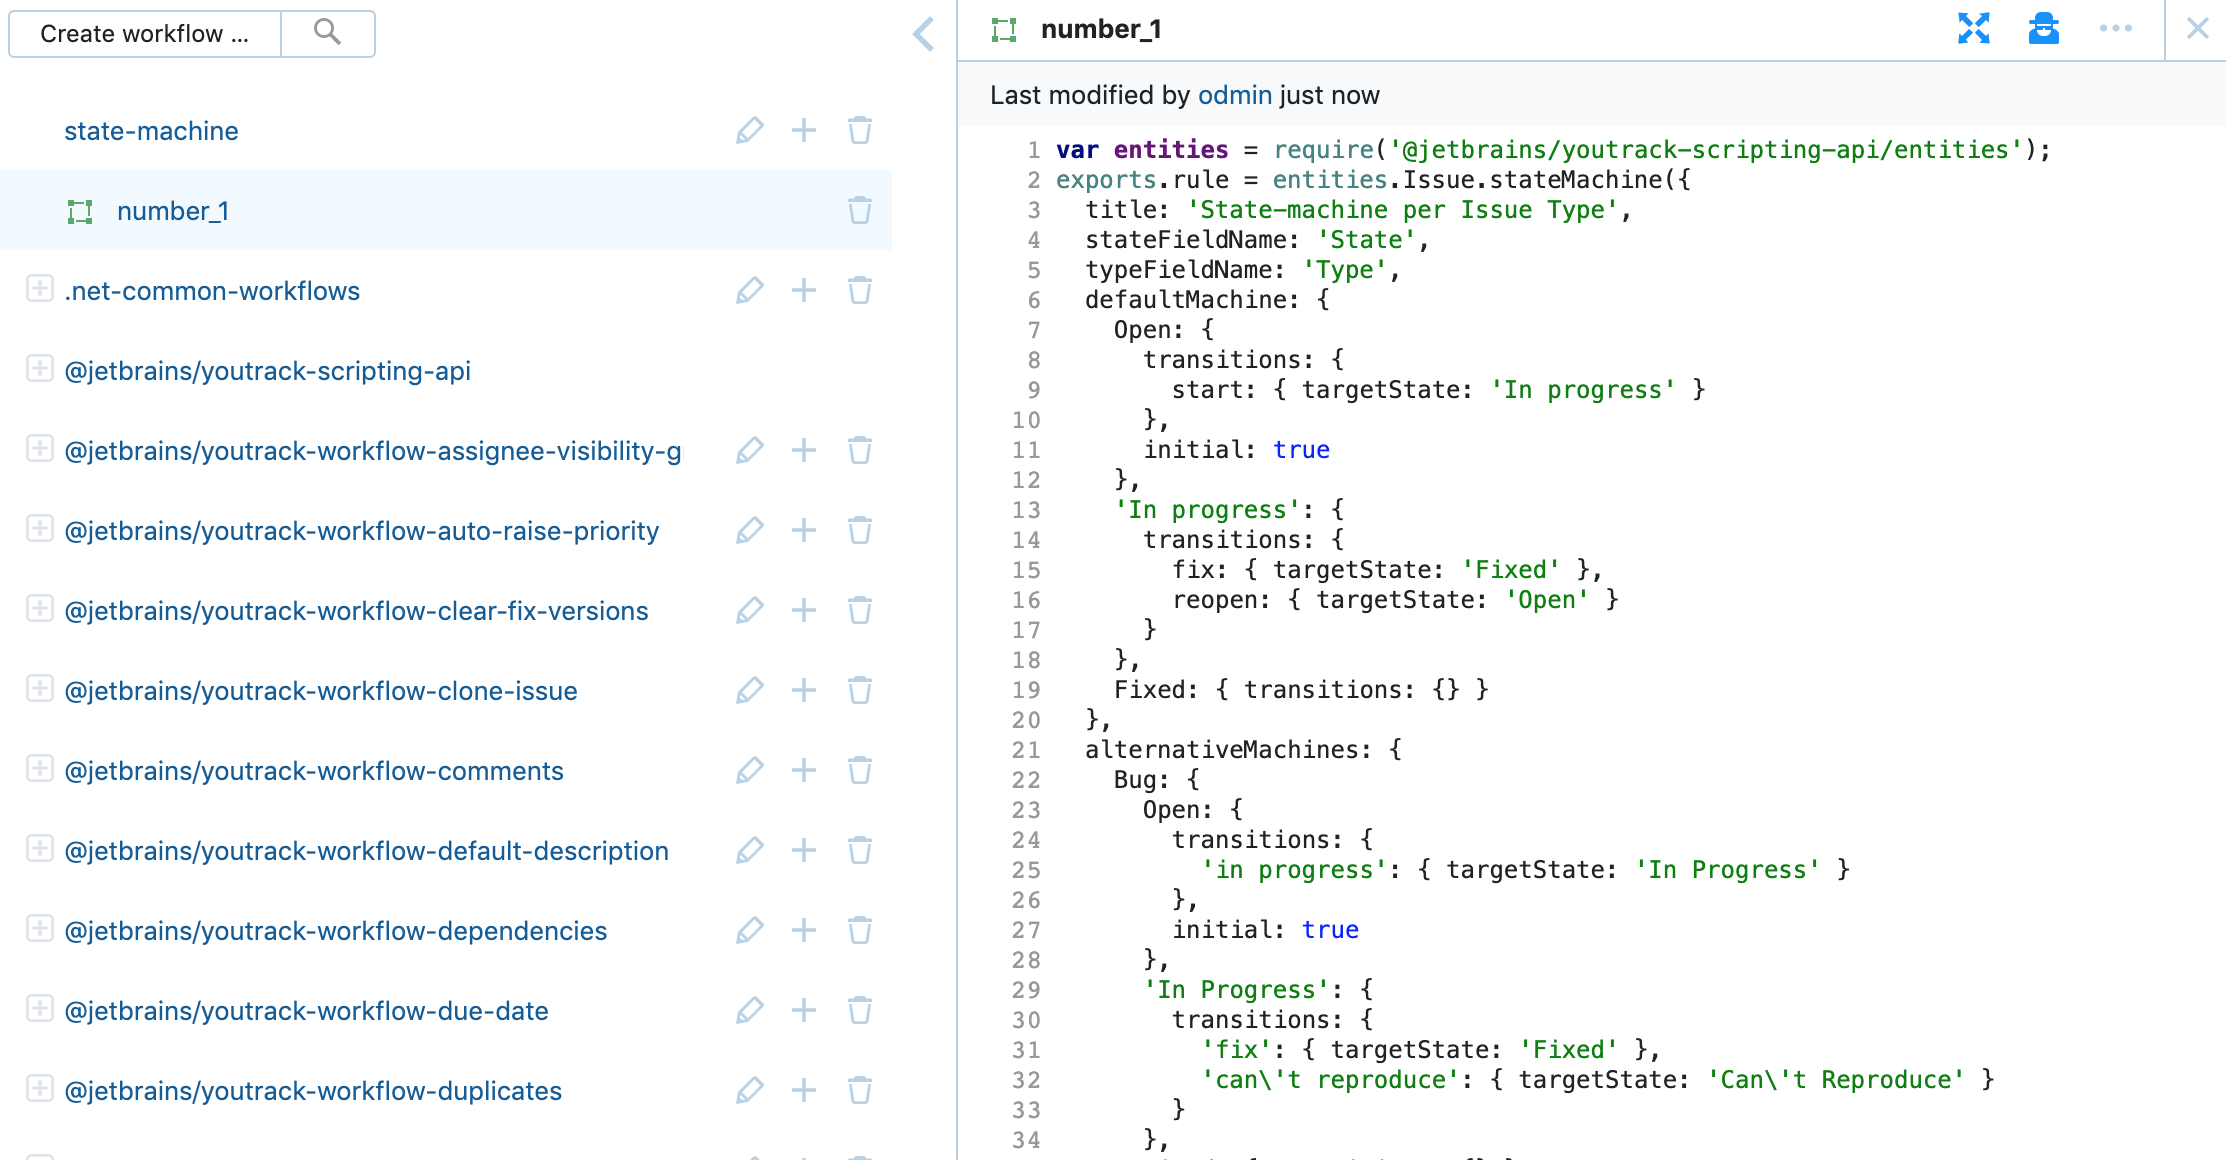 Create workflow ...
state-machine
number_1
.net-common-workflows
@jetbrains/youtrack-scripting-api
@jetbrains/youtrack-workflow-assignee-visibility-g
@jetbrains/youtrack-workflow-auto-raise-priority
@jetbrains/youtrack-workflow-clear-fix-versions
@jetbrains/youtrack-workflow-clone-issue
@jetbrains/youtrack-workflow-comments
@jetbrains/youtrack-workflow-default-description
@jetbrains/youtrack-workflow-dependencies
@jetbrains/youtrack-workflow-due-date
@jetbrains/youtrack-workflow-duplicates
number_1
Last modified by odmin just now
1 var entities = require('@jetbrains/youtrack-scripting-api/entities');
2 exports.rule = entities.Issue.stateMachine({
3   title: 'State-machine per Issue Type',
4   stateFieldName: 'State',
5   typeFieldName: 'Type',
6   defaultMachine: {
7     Open: {
8       transitions: {
9         start: { targetState: 'In progress' }
10       },
11       initial: true
12     },
13     'In progress': {
14       transitions: {
15         fix: { targetState: 'Fixed' },
16         reopen: { targetState: 'Open' }
17       }
18     },
19     Fixed: { transitions: {} }
20   },
21   alternativeMachines: {
22     Bug: {
23       Open: {
24         transitions: {
25           'in progress': { targetState: 'In Progress' }
26         },
27         initial: true
28       },
29       'In Progress': {
30         transitions: {
31           'fix': { targetState: 'Fixed' },
32           'can\'t reproduce': { targetState: 'Can\'t Reproduce' }
33         }
34       },